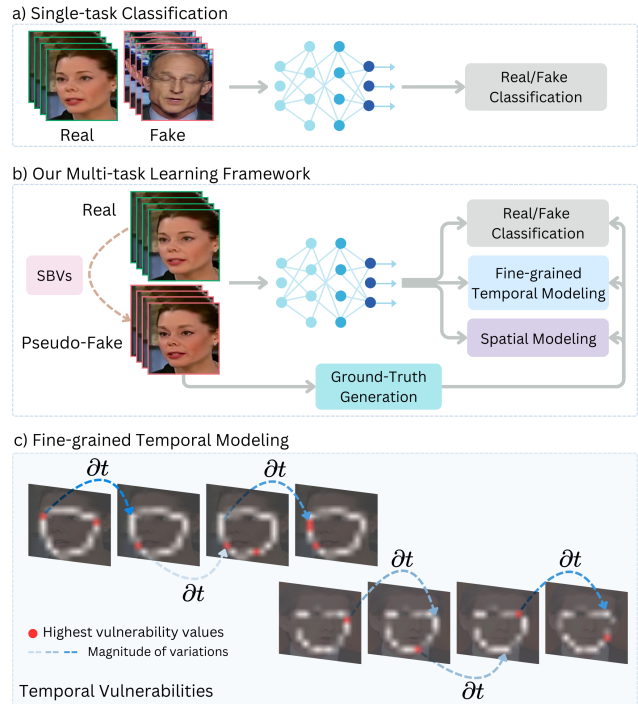 a) Single-task Classification
Real
Fake
Real/Fake
Classification
b) Our Multi-task Learning Framework
Real
SBVs
Pseudo-Fake
Real/Fake
Classification
Fine-grained
Temporal Modeling
Spatial Modeling
Ground-Truth
Generation
c) Fine-grained Temporal Modeling
∂t
∂t
∂t
∂t
∂t
∂t
Highest vulnerability values
Magnitude of variations
Temporal Vulnerabilities